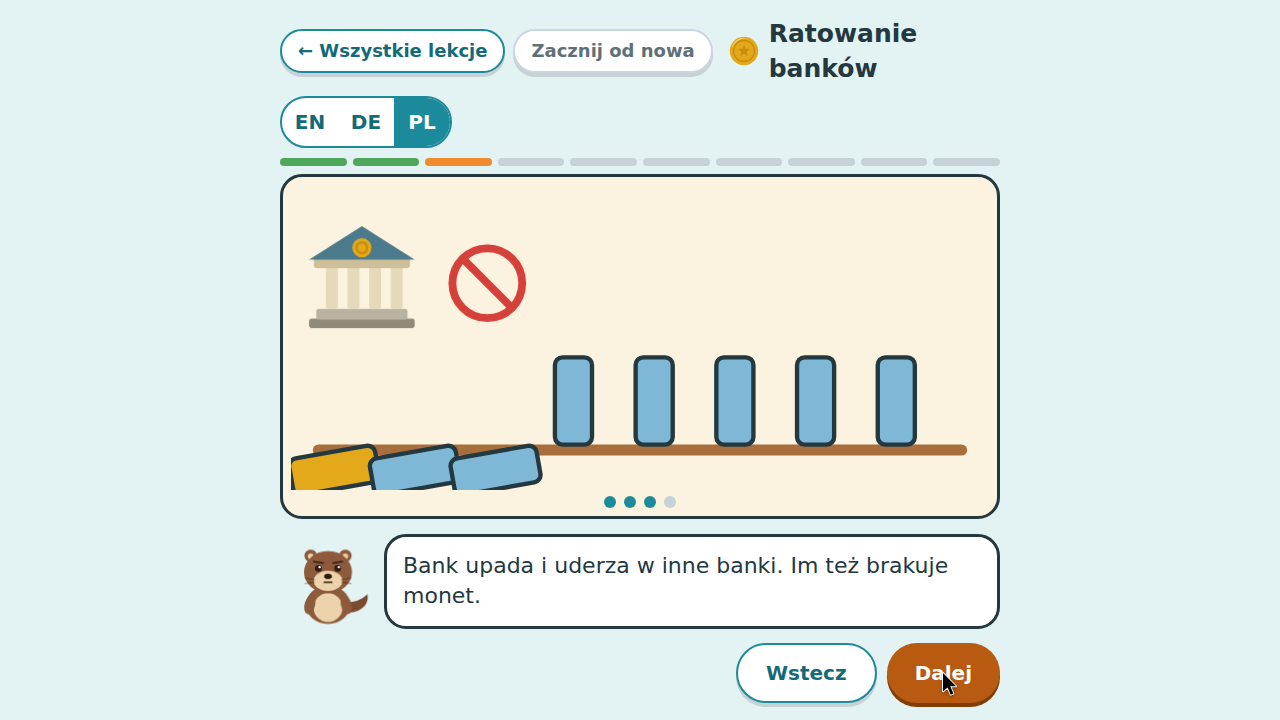 ← Wszystkie lekcje
Zacznij od nowa
Ratowanie
banków
EN DE PL
Bank upada i uderza w inne banki. Im też brakuje
monet.
Wstecz
Dalej